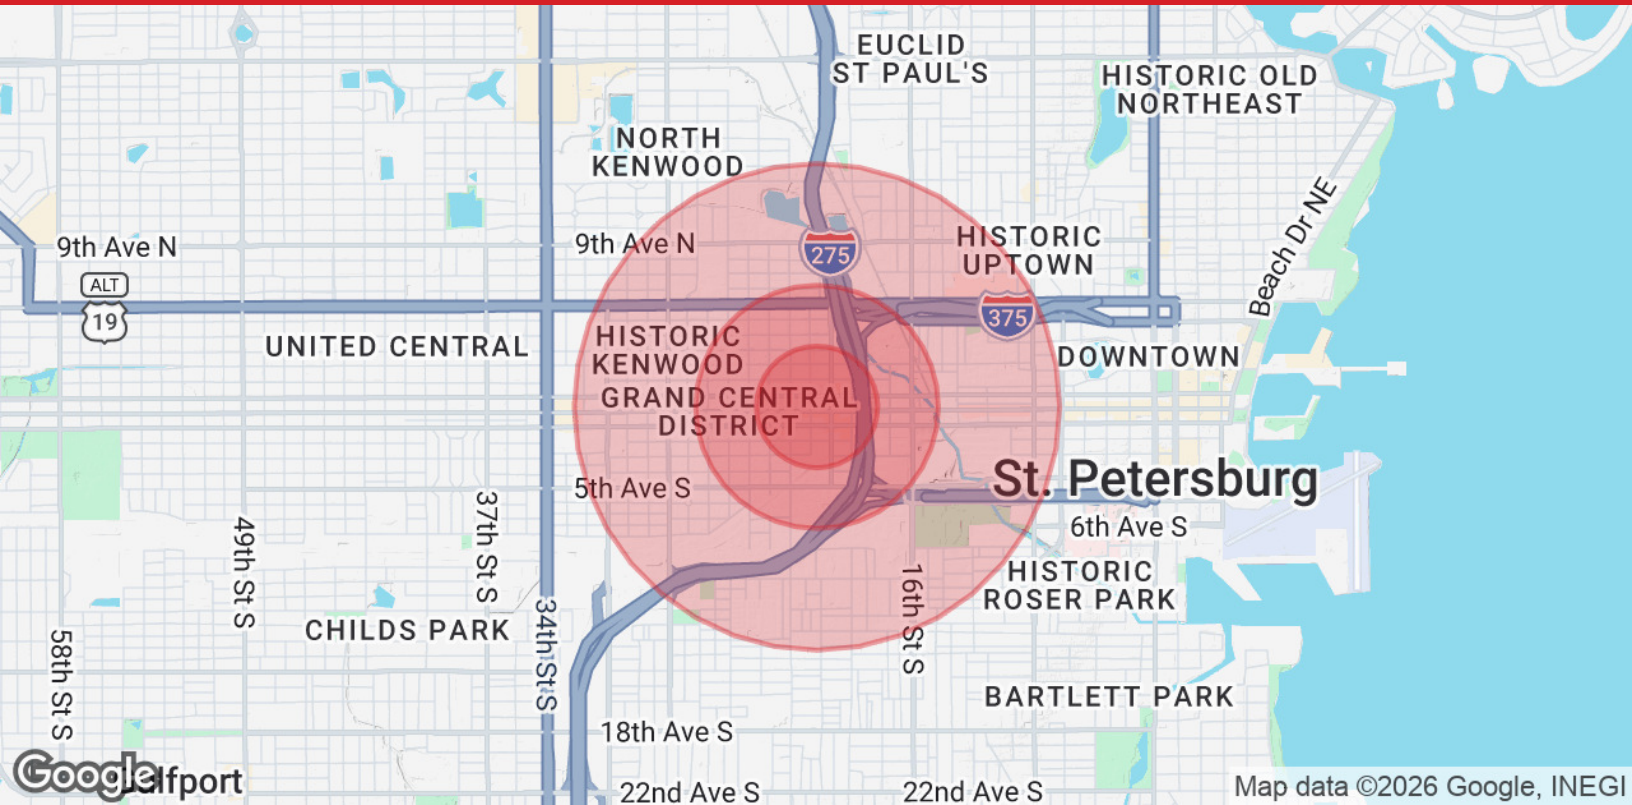 EUCLID
ST PAUL'S
HISTORIC OLD
NORTHEAST
NORTH
KENWOOD
Beach Dr NE
9th Ave N
9th Ave N
HISTORIC
UPTOWN
275
ALT
19
375
HISTORIC
KENWOOD
UNITED CENTRAL
DOWNTOWN
GRAND CENTRAL
DISTRICT
St. Petersburg
5th Ave S
37th St S
49th St S
6th Ave S
HISTORIC
ROSER PARK
16th St S
34th St S
CHILDS PARK
58th St S
BARTLETT PARK
18th Ave S
Google
Gulfport
22nd Ave S
22nd Ave S
Map data ©2026 Google, INEGI